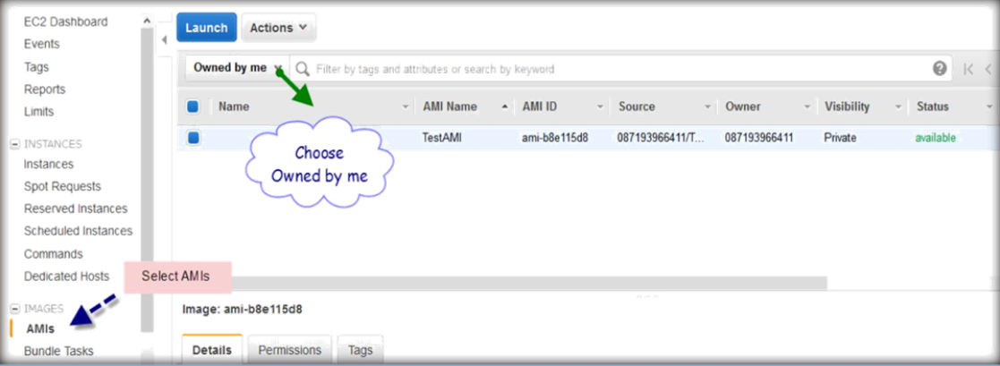 EC2 Dashboard
Events
Tags
Reports
Limits
INSTANCES
Instances
Spot Requests
Reserved Instances
Scheduled Instances
Commands
Dedicated Hosts
IMAGES
AMIs
Bundle Tasks
Select AMIs
Launch Actions
Owned by me Filter by tags and attributes or search by keyword
Name AMI Name AMI ID Source Owner Visibility Status
TestAMI ami-b8e115d8 087193966411/T... 087193966411 Private available
Choose
Owned by me
Image: ami-b8e115d8
Details Permissions Tags